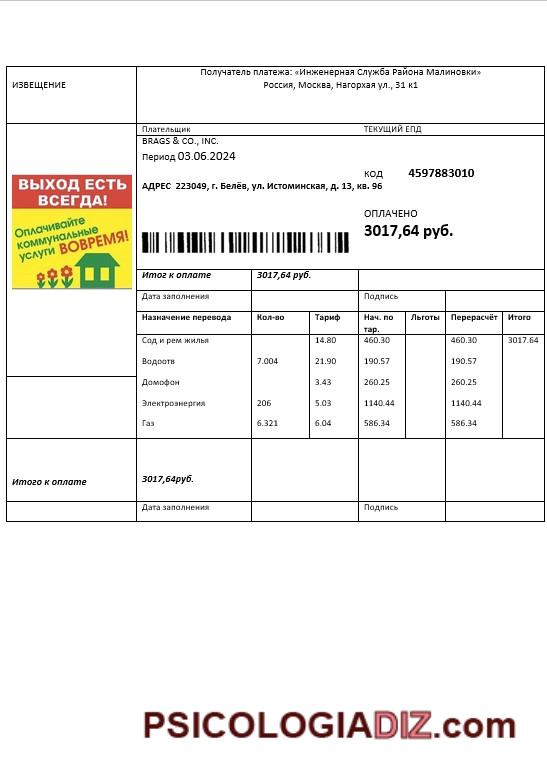 Получатель платежа: «Инженерная Служба Района Малиновки»
ИЗВЕЩЕНИЕ
Россия, Москва, Нагорхая ул., 31 к1
Плательщик ТЕКУЩИЙ ЕПД
BRAGS & CO., INC.
Период 03.06.2024
КОД 4597883010
АДРЕС 223049, г. Белёв, ул. Истоминская, д. 13, кв. 96
ВЫХОД ЕСТЬ
ВСЕГДА!
Оплачивайте
коммунальные
услуги ВОВРЕМЯ!
ОПЛАЧЕНО
3017,64 руб.
Итог к оплате 3017,64 руб.
Дата заполнения Подпись
Назначение перевода Кол-во Тариф Нач. по тар. Льготы Перерасчёт Итого
Сод и рем жилья 14.80 460.30 460.30 3017.64
Водоотв 7.004 21.90 190.57 190.57
Домофон 3.43 260.25 260.25
Электроэнергия 206 5.03 1140.44 1140.44
Газ 6.321 6.04 586.34 586.34
Итого к оплате 3017,64руб.
Дата заполнения Подпись
PSICOLOGIADIZ.com